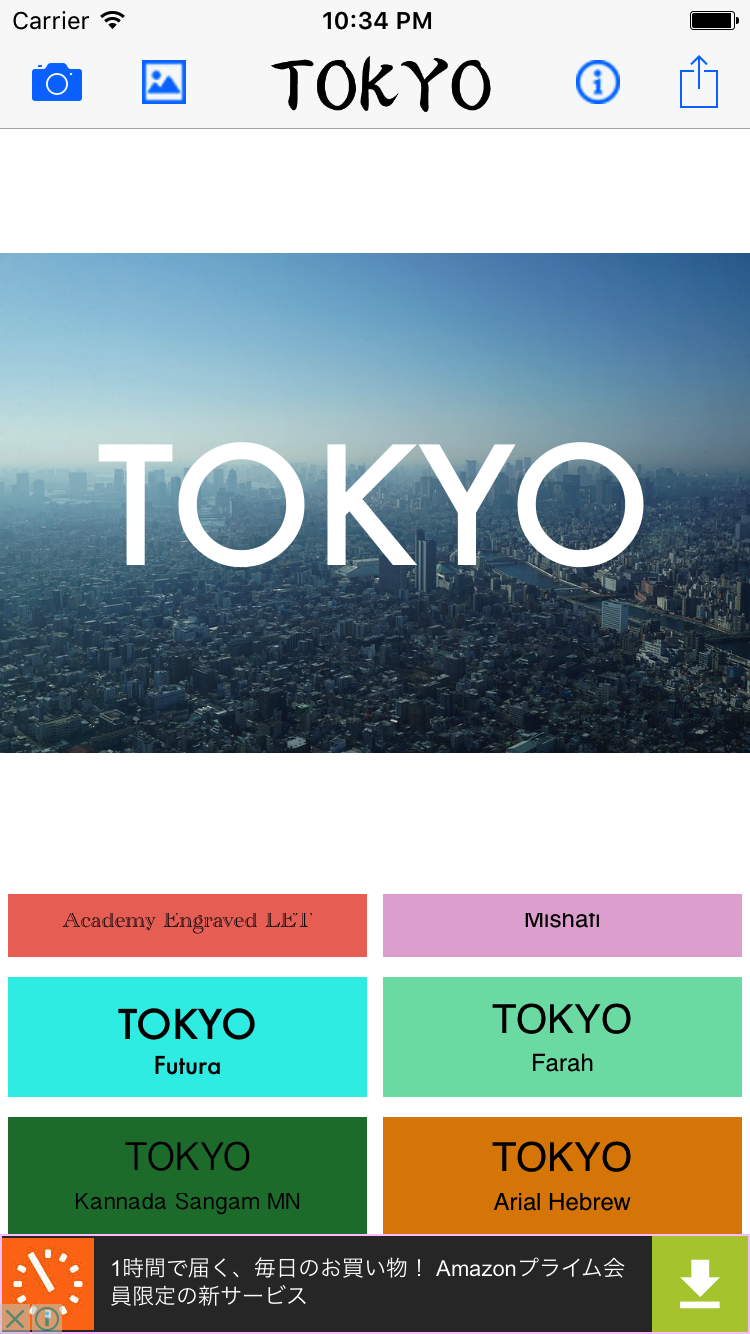 Carrier 10:34 PM
TOKYO
TOKYO
Academy Engraved LET
Mishafi
TOKYO
Futura
TOKYO
Farah
TOKYO
Kannada Sangam MN
TOKYO
Arial Hebrew
1時間で届く、毎日のお買い物！ Amazonプライム会
員限定の新サービス